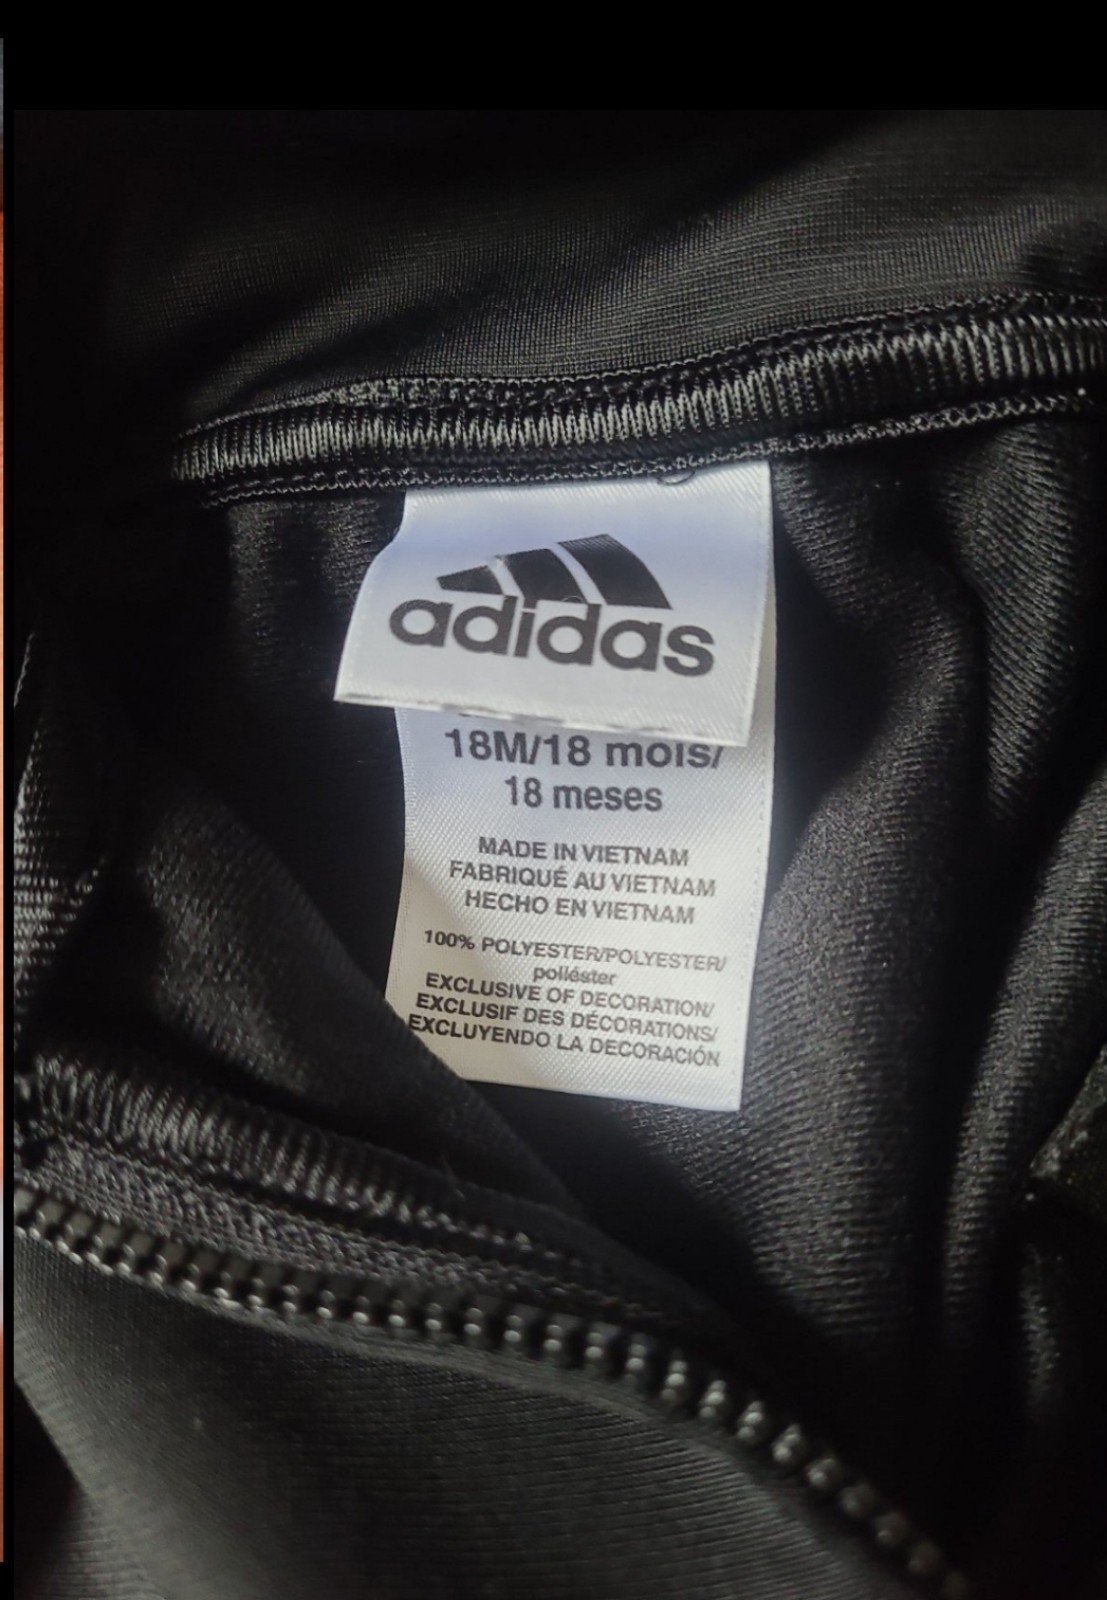 adidas
18M/18 mois/
18 meses
MADE IN VIETNAM
FABRIQUÉ AU VIETNAM
HECHO EN VIETNAM
100% POLYESTER/POLYESTER/
poliéster
EXCLUSIVE OF DECORATION/
EXCLUSIF DES DÉCORATIONS/
EXCLUYENDO LA DECORACIÓN